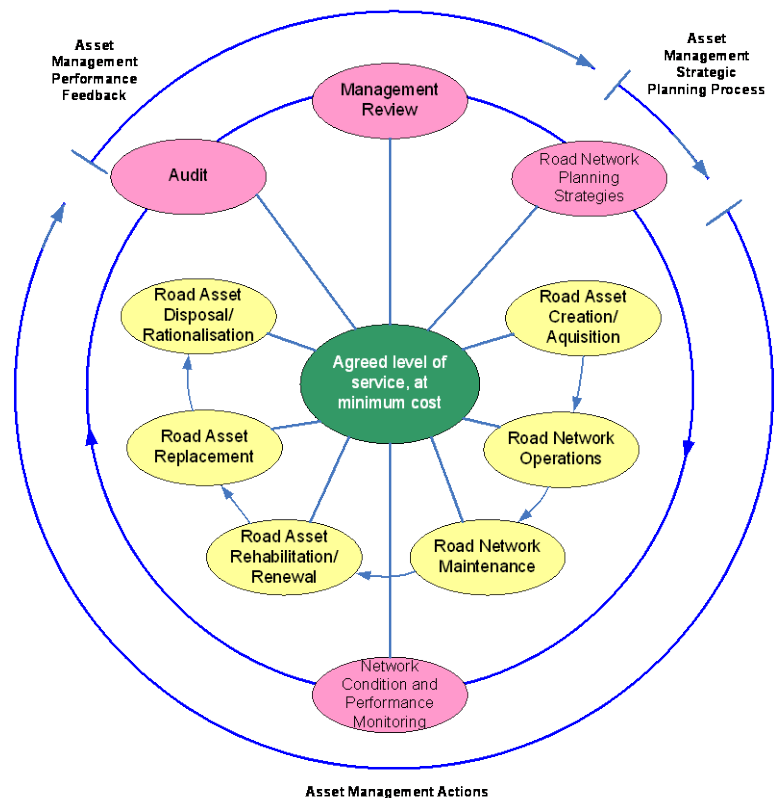 Asset
Management
Performance
Feedback
Asset
Management
Strategic
Planning Process
Management
Review
Audit
Road Network
Planning
Strategies
Road Asset
Disposal/
Rationalisation
Road Asset
Creation/
Aquisition
Agreed level of
service, at
minimum cost
Road Asset
Replacement
Road Network
Operations
Road Asset
Rehabilitation/
Renewal
Road Network
Maintenance
Network
Condition and
Performance
Monitoring
Asset Management Actions